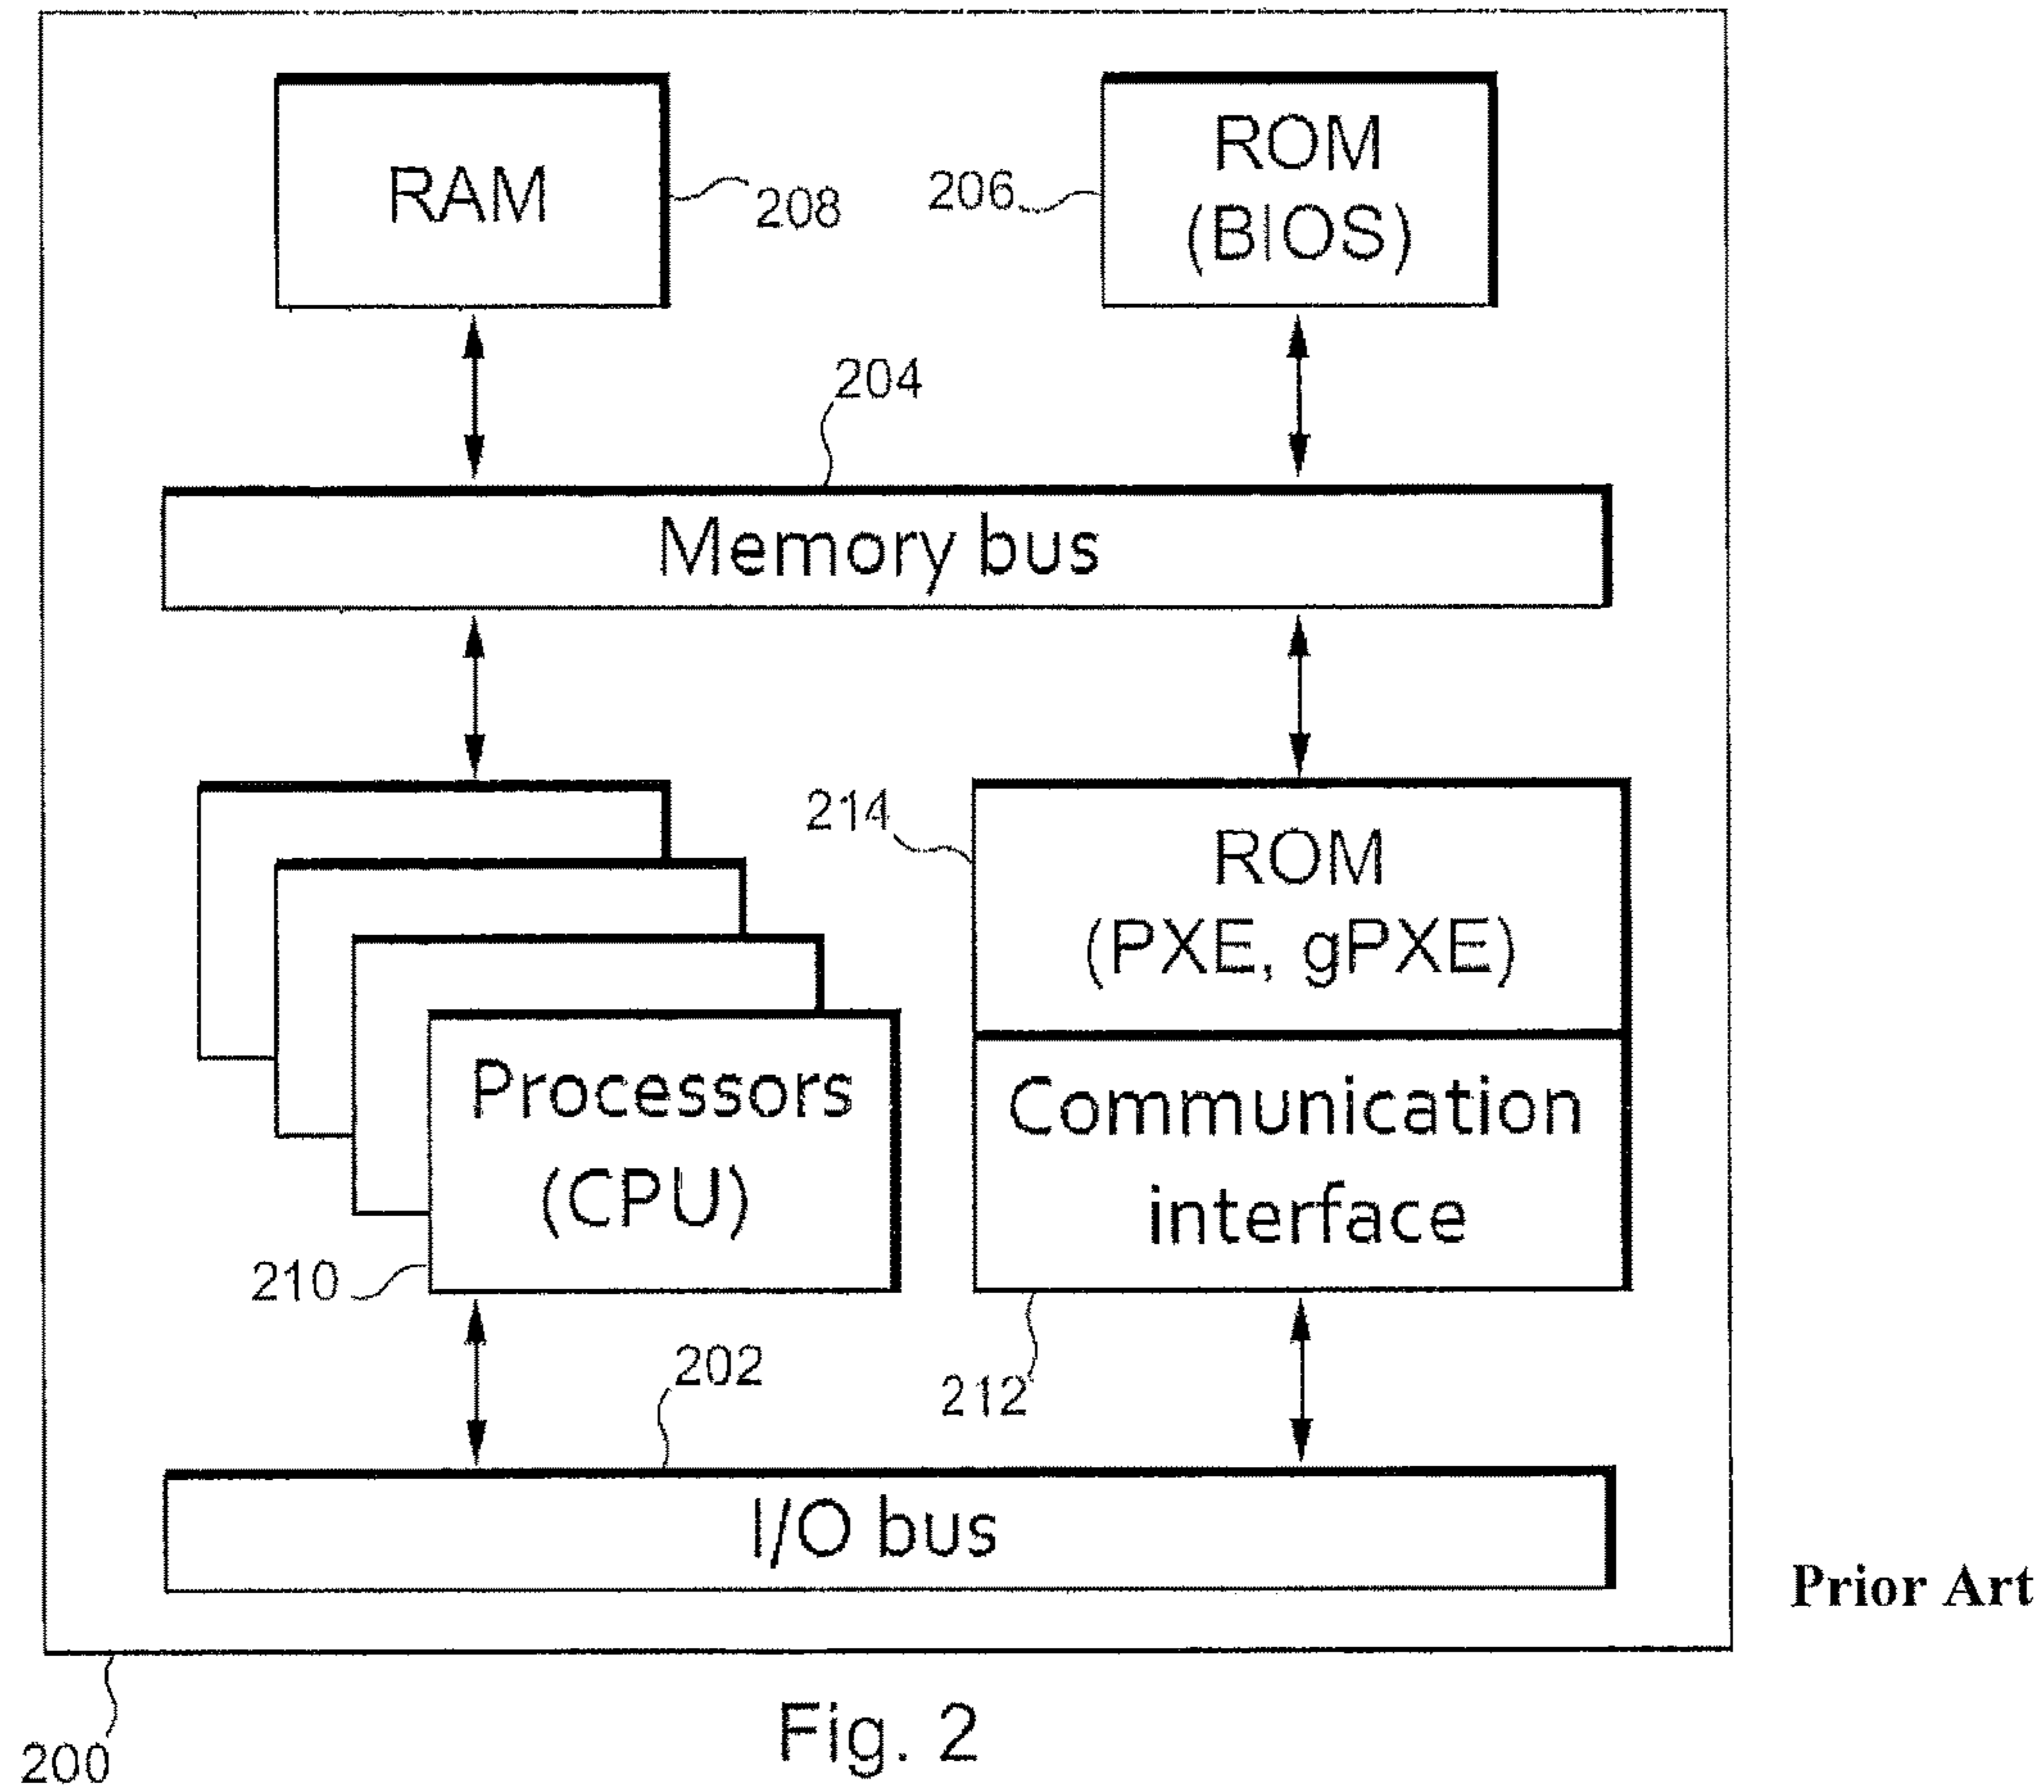 RAM
208
206
ROM
(BIOS)
204
Memory bus
214
ROM
(PXE, gPXE)
Processors
(CPU)
Communication
interface
210
202
212
I/O bus
Prior Art
200
Fig. 2